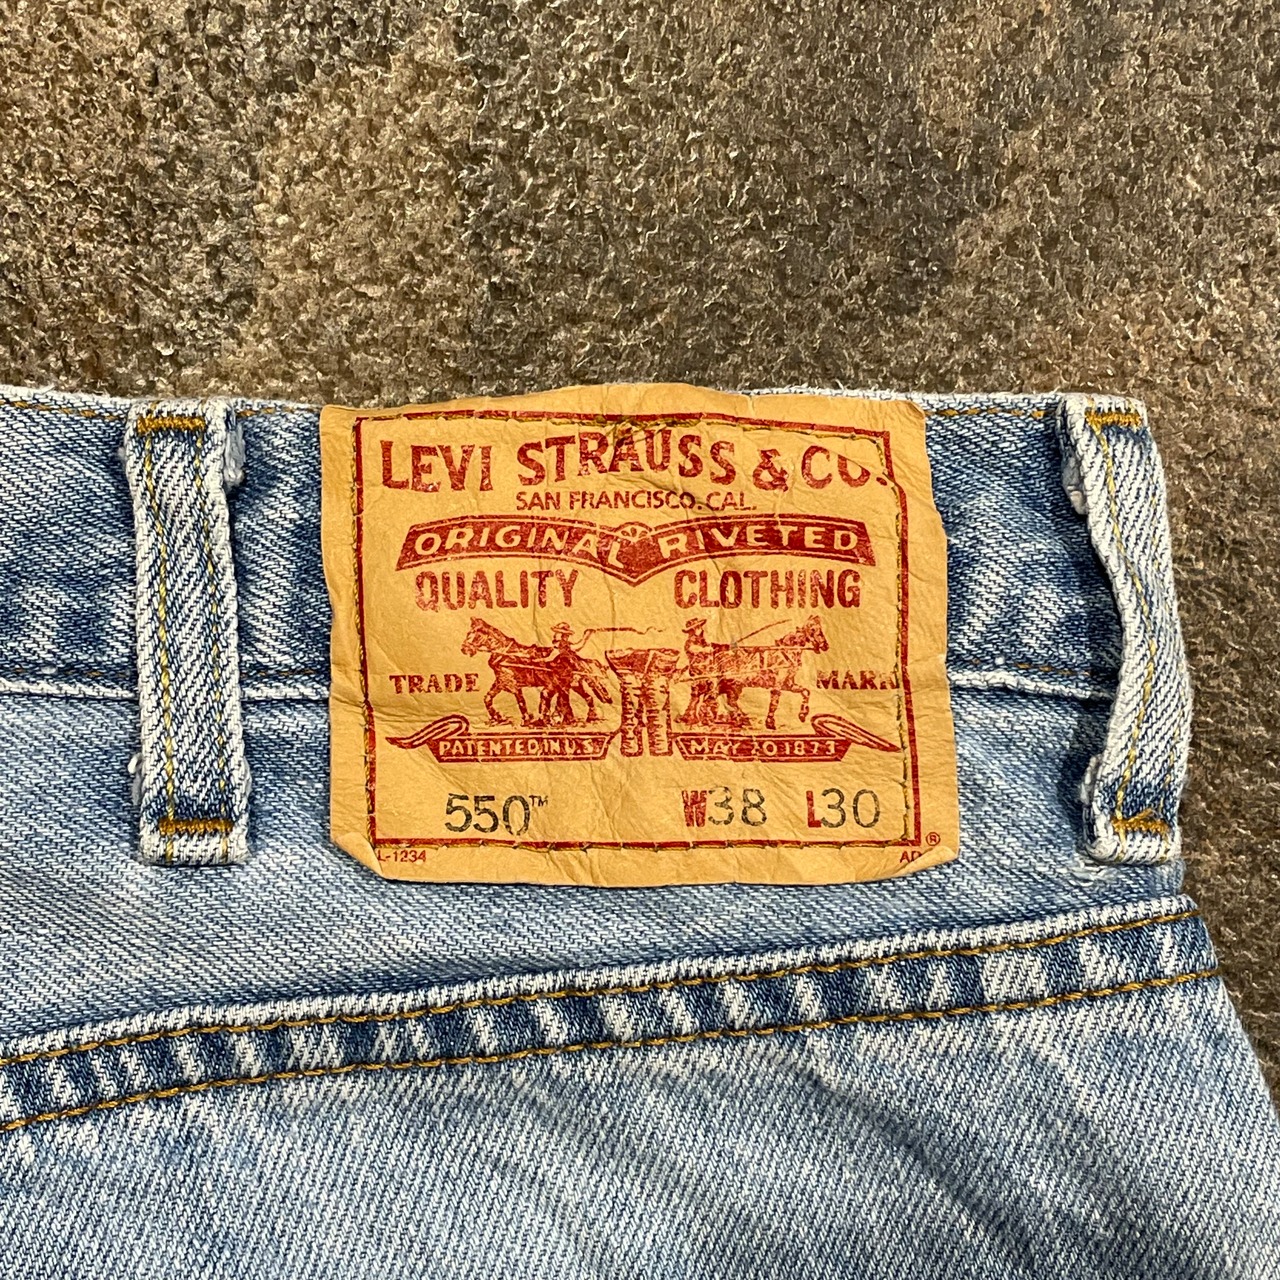 LEVI STRAUSS & CO.
SAN FRANCISCO. CAL.
ORIGINAL RIVETED
QUALITY CLOTHING
TRADE MARK
PATENTED IN U.S. MAY 20 1873
550™ W38 L30
L-1234 AD ®